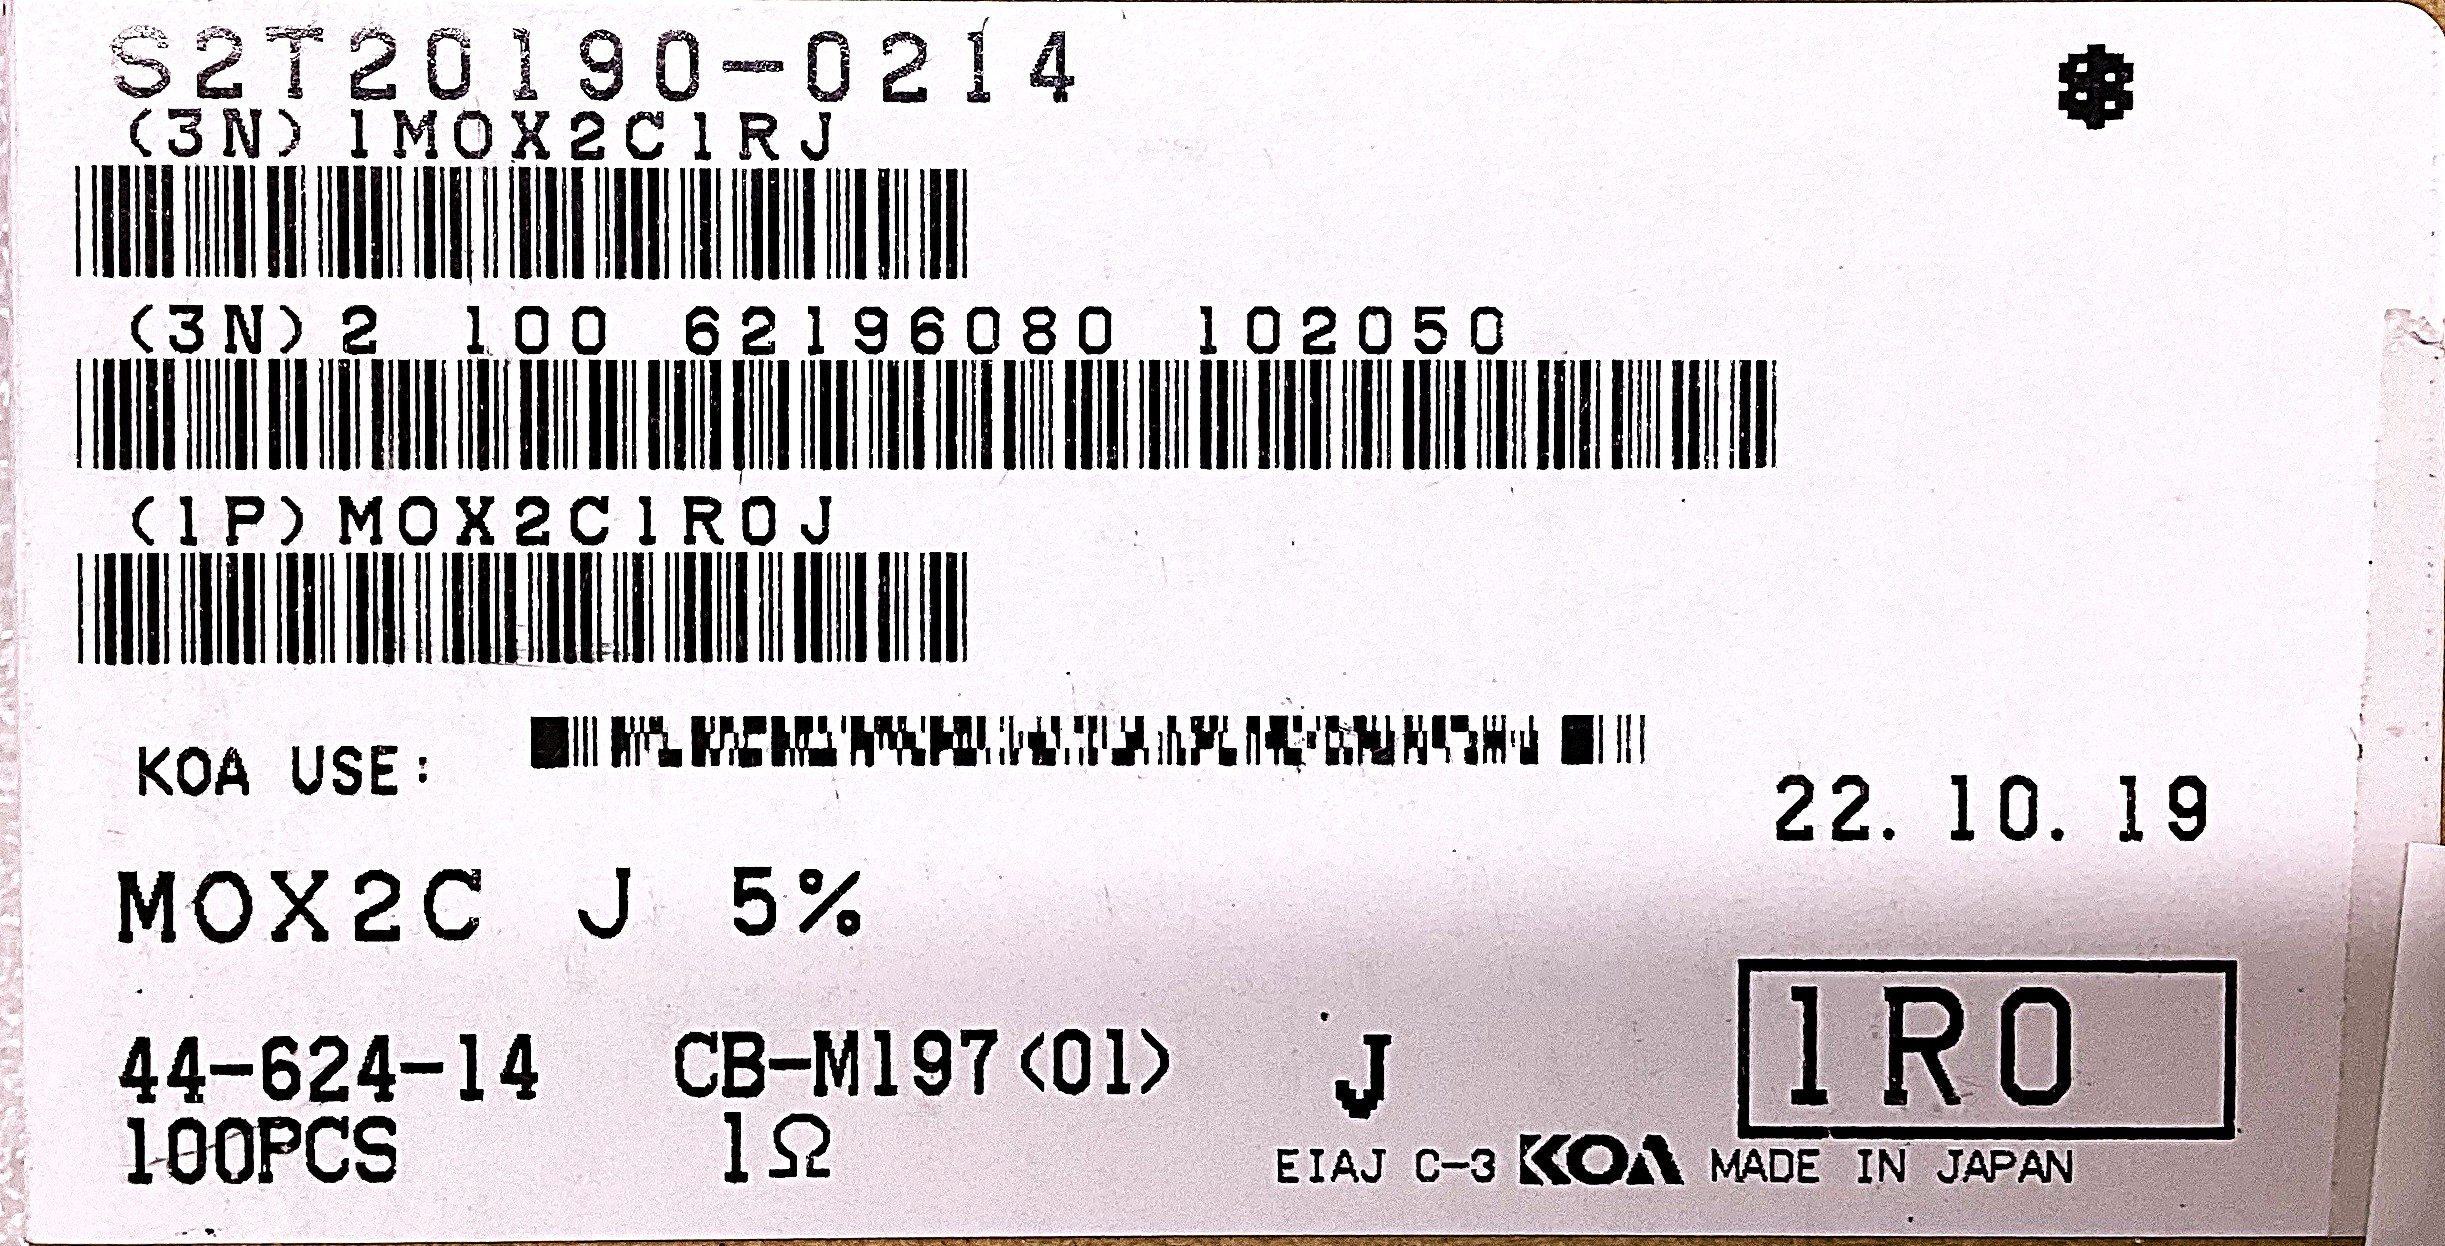 S2T20190-0214
(3N) 1MOX2C1RJ
(3N) 2 100 62196080 102050
(1P) MOX2C1R0J
KOA USE:
22. 10. 19
MOX2C J 5%
1R0
44-624-14 CB-M197(01) J
100PCS 1Ω
EIAJ C-3 KOA MADE IN JAPAN